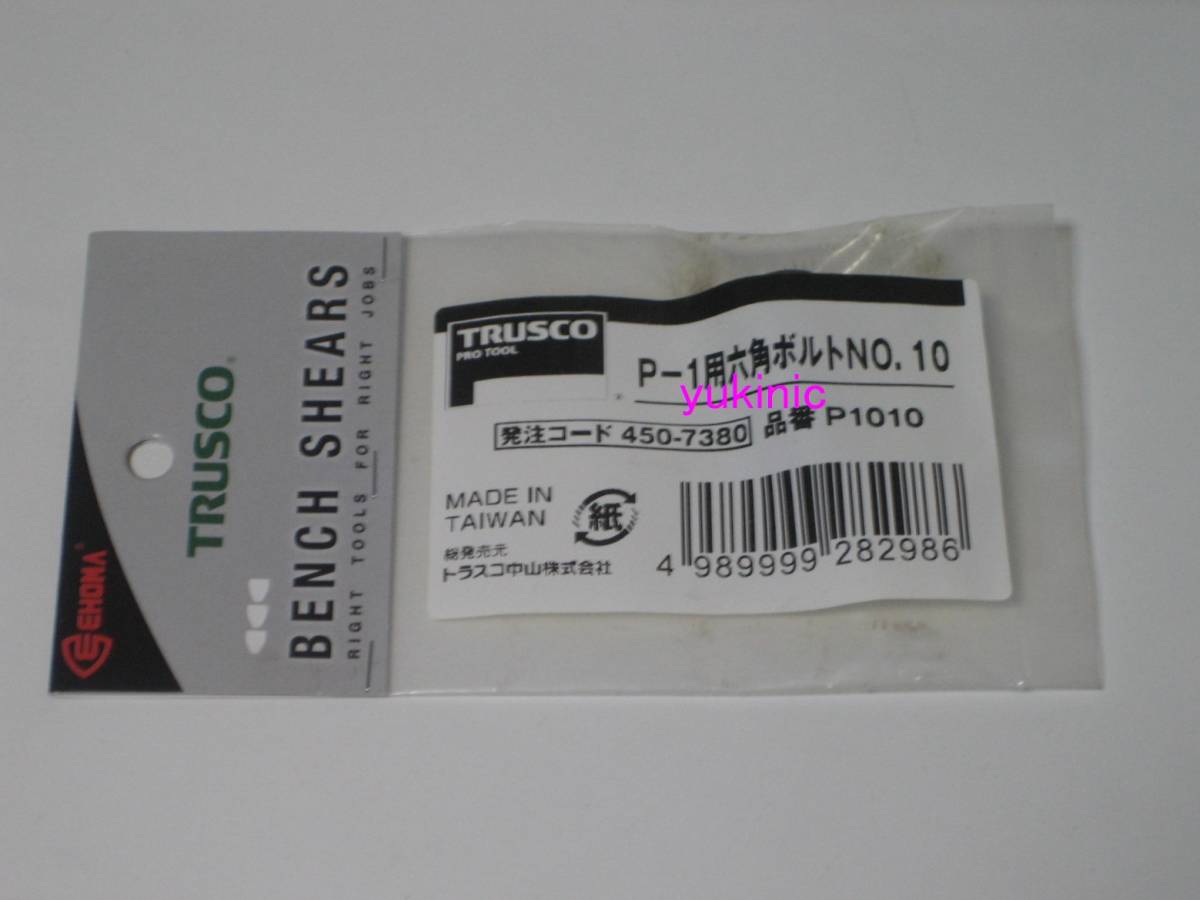 EHOMA
TRUSCO
BENCH SHEARS
RIGHT TOOLS FOR RIGHT JOBS
TRUSCO
PRO TOOL
P-1用六角ボルトNO. 10
yukinic
発注コード 450-7380
品番 P1010
MADE IN
TAIWAN
紙
総発売元
トラスコ中山株式会社
4 989999 282986